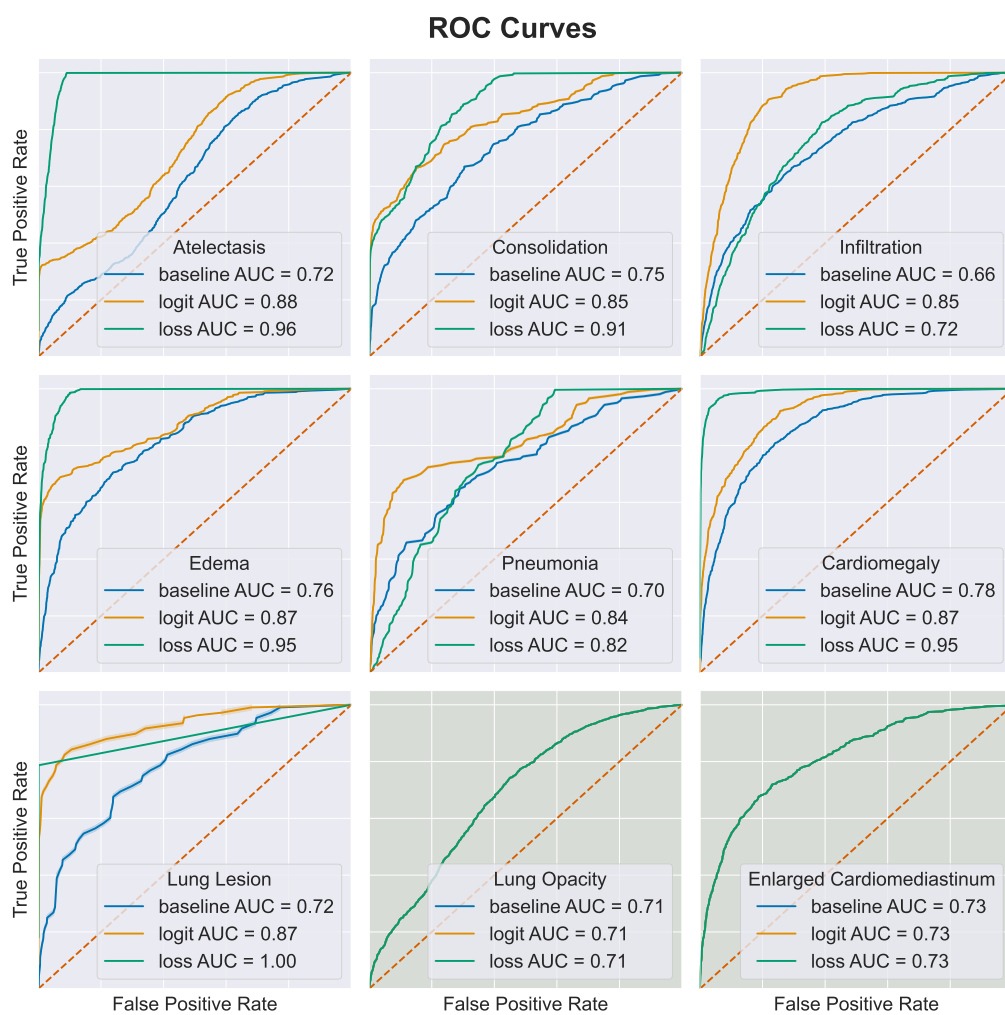 ROC Curves
True Positive Rate
Atelectasis
baseline AUC = 0.72
logit AUC = 0.88
loss AUC = 0.96
Consolidation
baseline AUC = 0.75
logit AUC = 0.85
loss AUC = 0.91
Infiltration
baseline AUC = 0.66
logit AUC = 0.85
loss AUC = 0.72
True Positive Rate
Edema
baseline AUC = 0.76
logit AUC = 0.87
loss AUC = 0.95
Pneumonia
baseline AUC = 0.70
logit AUC = 0.84
loss AUC = 0.82
Cardiomegaly
baseline AUC = 0.78
logit AUC = 0.87
loss AUC = 0.95
True Positive Rate
Lung Lesion
baseline AUC = 0.72
logit AUC = 0.87
loss AUC = 1.00
Lung Opacity
baseline AUC = 0.71
logit AUC = 0.71
loss AUC = 0.71
Enlarged Cardiomediastinum
baseline AUC = 0.73
logit AUC = 0.73
loss AUC = 0.73
False Positive Rate
False Positive Rate
False Positive Rate